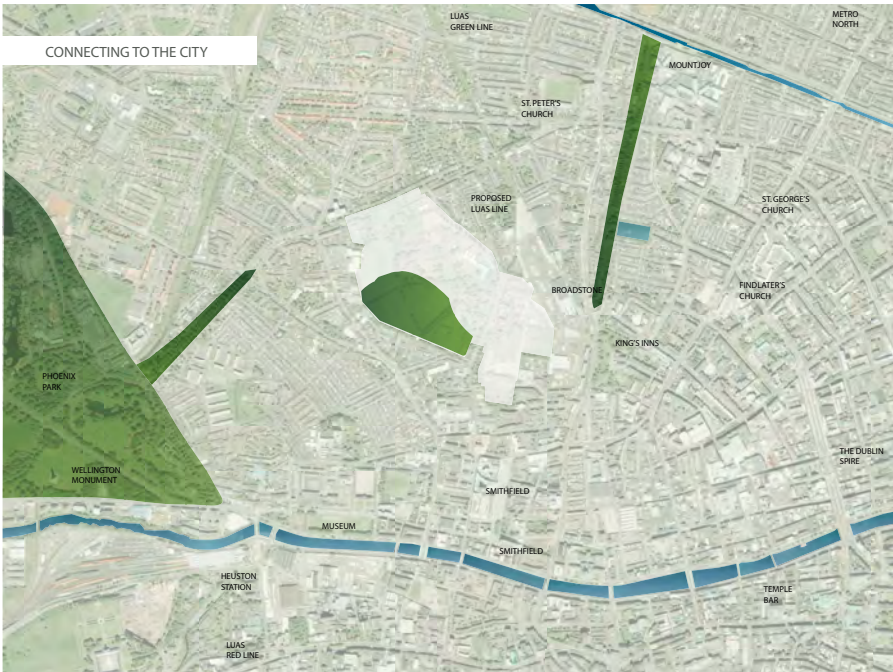 CONNECTING TO THE CITY
LUAS
GREEN LINE
METRO
NORTH
MOUNTJOY
ST. PETER'S
CHURCH
PROPOSED
LUAS LINE
ST. GEORGE'S
CHURCH
BROADSTONE
FINDLATER'S
CHURCH
KING'S INNS
PHOENIX
PARK
WELLINGTON
MONUMENT
THE DUBLIN
SPIRE
SMITHFIELD
MUSEUM
SMITHFIELD
HEUSTON
STATION
TEMPLE
BAR
LUAS
RED LINE